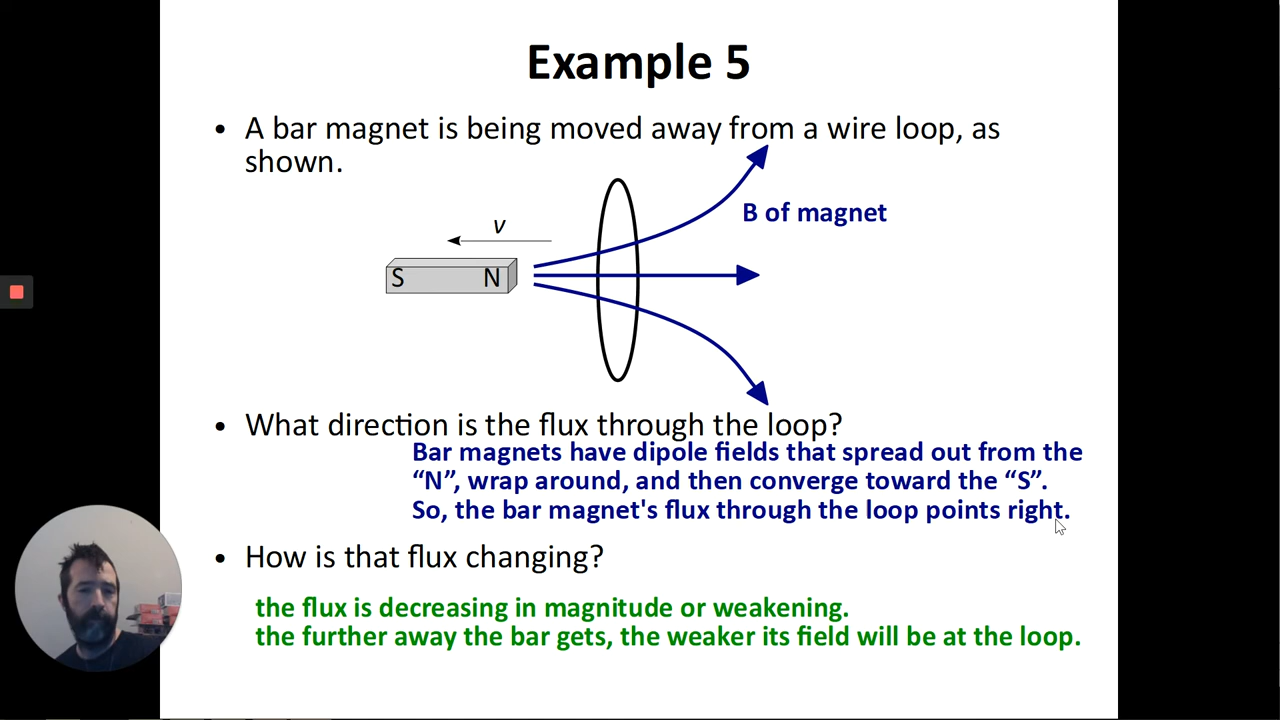 Example 5
• A bar magnet is being moved away from a wire loop, as
shown.
B of magnet
v
S N
• What direction is the flux through the loop?
Bar magnets have dipole fields that spread out from the
“N”, wrap around, and then converge toward the “S”.
So, the bar magnet's flux through the loop points right.
• How is that flux changing?
the flux is decreasing in magnitude or weakening.
the further away the bar gets, the weaker its field will be at the loop.